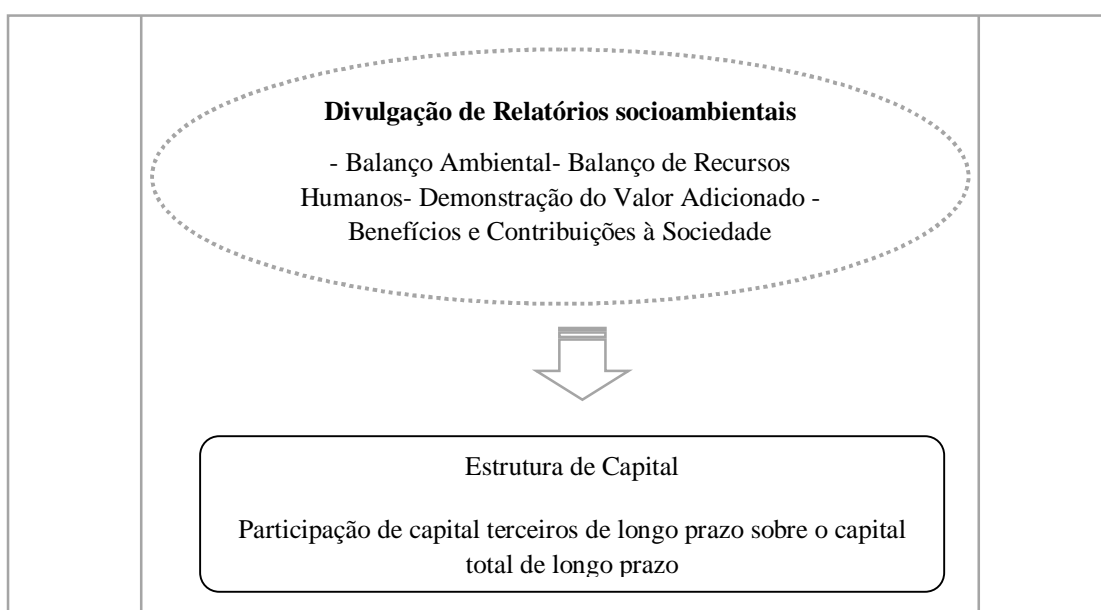 Divulgação de Relatórios socioambientais
- Balanço Ambiental- Balanço de Recursos
Humanos- Demonstração do Valor Adicionado -
Benefícios e Contribuições à Sociedade
Estrutura de Capital
Participação de capital terceiros de longo prazo sobre o capital
total de longo prazo